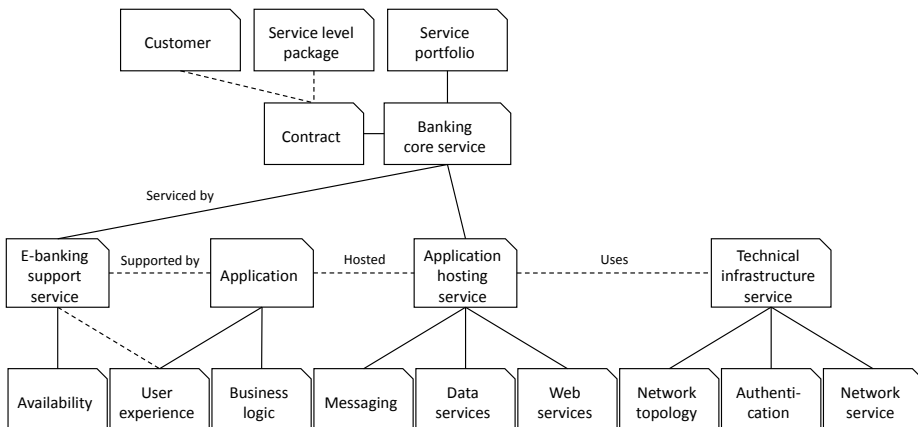 Customer
Service level
package
Service
portfolio
Contract
Banking
core service
Serviced by
E-banking
support
service
Supported by
Application
Hosted
Application
hosting
service
Uses
Technical
infrastructure
service
Availability
User
experience
Business
logic
Messaging
Data
services
Web
services
Network
topology
Authenti-
cation
Network
service